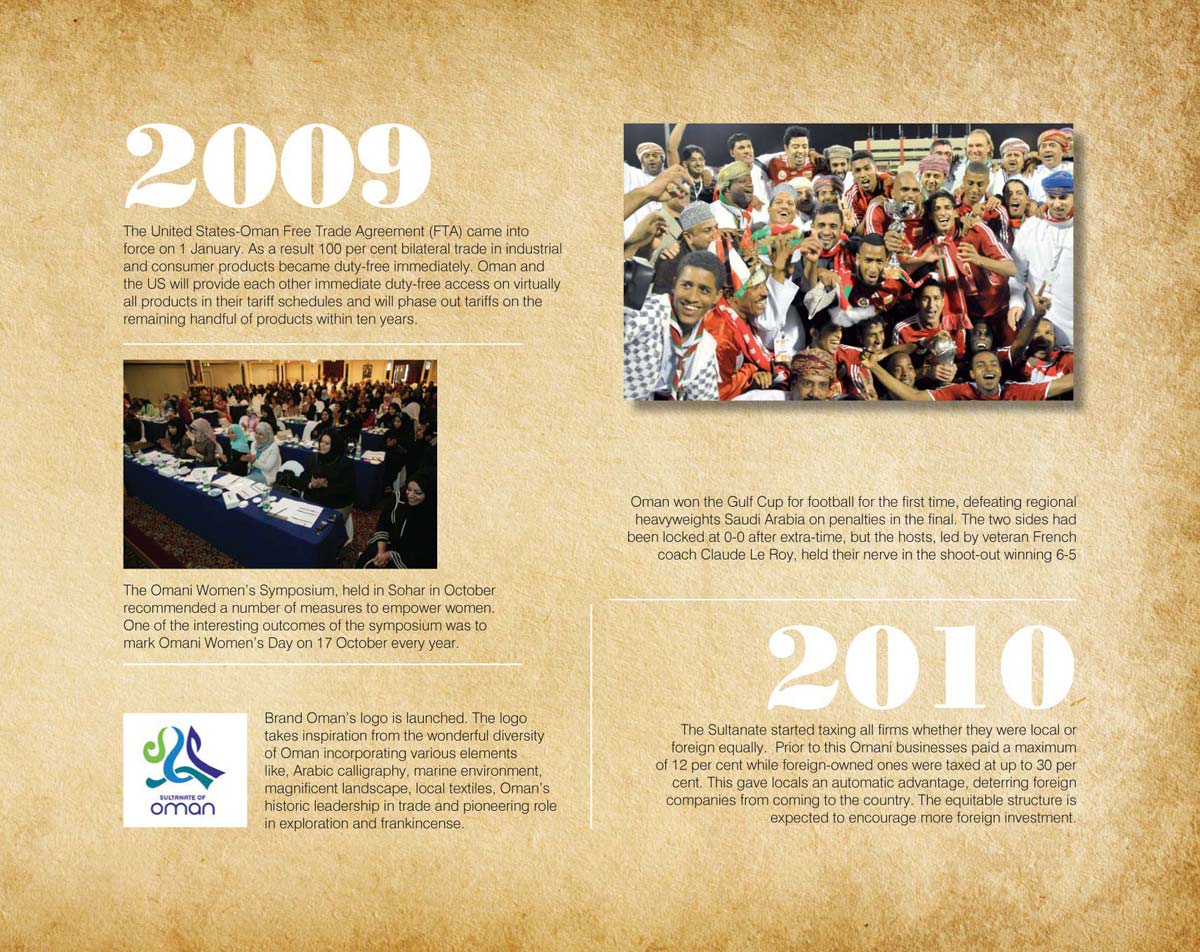 2009
The United States-Oman Free Trade Agreement (FTA) came into
force on 1 January. As a result 100 per cent bilateral trade in industrial
and consumer products became duty-free immediately. Oman and
the US will provide each other immediate duty-free access on virtually
all products in their tariff schedules and will phase out tariffs on the
remaining handful of products within ten years.
The Omani Women's Symposium, held in Sohar in October
recommended a number of measures to empower women.
One of the interesting outcomes of the symposium was to
mark Omani Women's Day on 17 October every year.
SULTANATE OF
oman
Brand Oman's logo is launched. The logo
takes inspiration from the wonderful diversity
of Oman incorporating various elements
like, Arabic calligraphy, marine environment,
magnificent landscape, local textiles, Oman's
historic leadership in trade and pioneering role
in exploration and frankincense.
Oman won the Gulf Cup for football for the first time, defeating regional
heavyweights Saudi Arabia on penalties in the final. The two sides had
been locked at 0-0 after extra-time, but the hosts, led by veteran French
coach Claude Le Roy, held their nerve in the shoot-out winning 6-5
2010
The Sultanate started taxing all firms whether they were local or
foreign equally. Prior to this Omani businesses paid a maximum
of 12 per cent while foreign-owned ones were taxed at up to 30 per
cent. This gave locals an automatic advantage, deterring foreign
companies from coming to the country. The equitable structure is
expected to encourage more foreign investment.